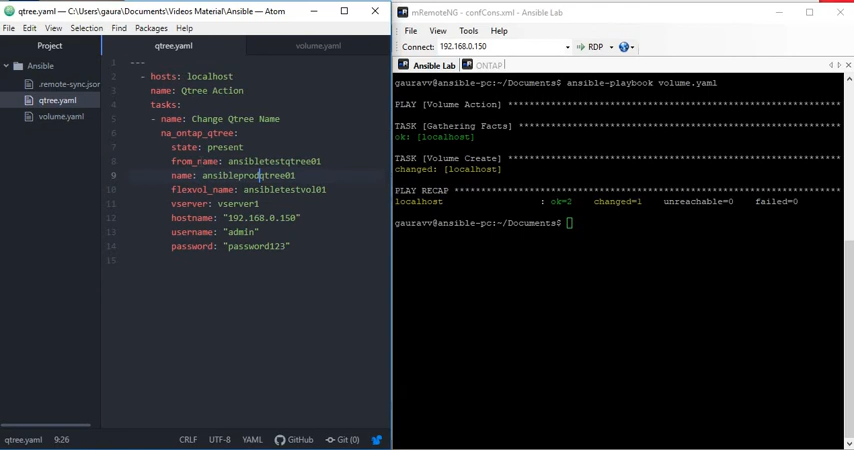 qtree.yaml — C:\Users\gaura\Documents\Videos Material\Ansible — Atom
File Edit View Selection Find Packages
Project
qtree.yaml volume.yaml
Ansible
.remote-sync.jsor
qtree.yaml
volume.yaml
1 ---
2 - hosts: localhost
3 name: Qtree Action
4 tasks:
5 - name: Change Qtree Name
6 na_ontap_qtree:
7 state: present
8 from_name: ansibletestqtree01
9 name: ansibleprodqtree01
10 flexvol_name: ansibletestvol01
11 vserver: vserver1
12 hostname: "192.168.0.150"
13 username: "admin"
14 password: "password123"
15
qtree.yaml 9:26 CRLF UTF-8 YAML GitHub Git (0)
mRemoteNG - confCons.xml - Ansible Lab
File View Tools Help
Connect: 192.168.0.150 RDP
Ansible Lab ONTAP
gauravv@ansible-pc:~/Documents$ ansible-playbook volume.yaml
PLAY [Volume Action] ****************************************************************
TASK [Gathering Facts] **************************************************************
ok: [localhost]
TASK [Volume Create] ****************************************************************
changed: [localhost]
PLAY RECAP **************************************************************************
localhost : ok=2 changed=1 unreachable=0 failed=0
gauravv@ansible-pc:~/Documents$